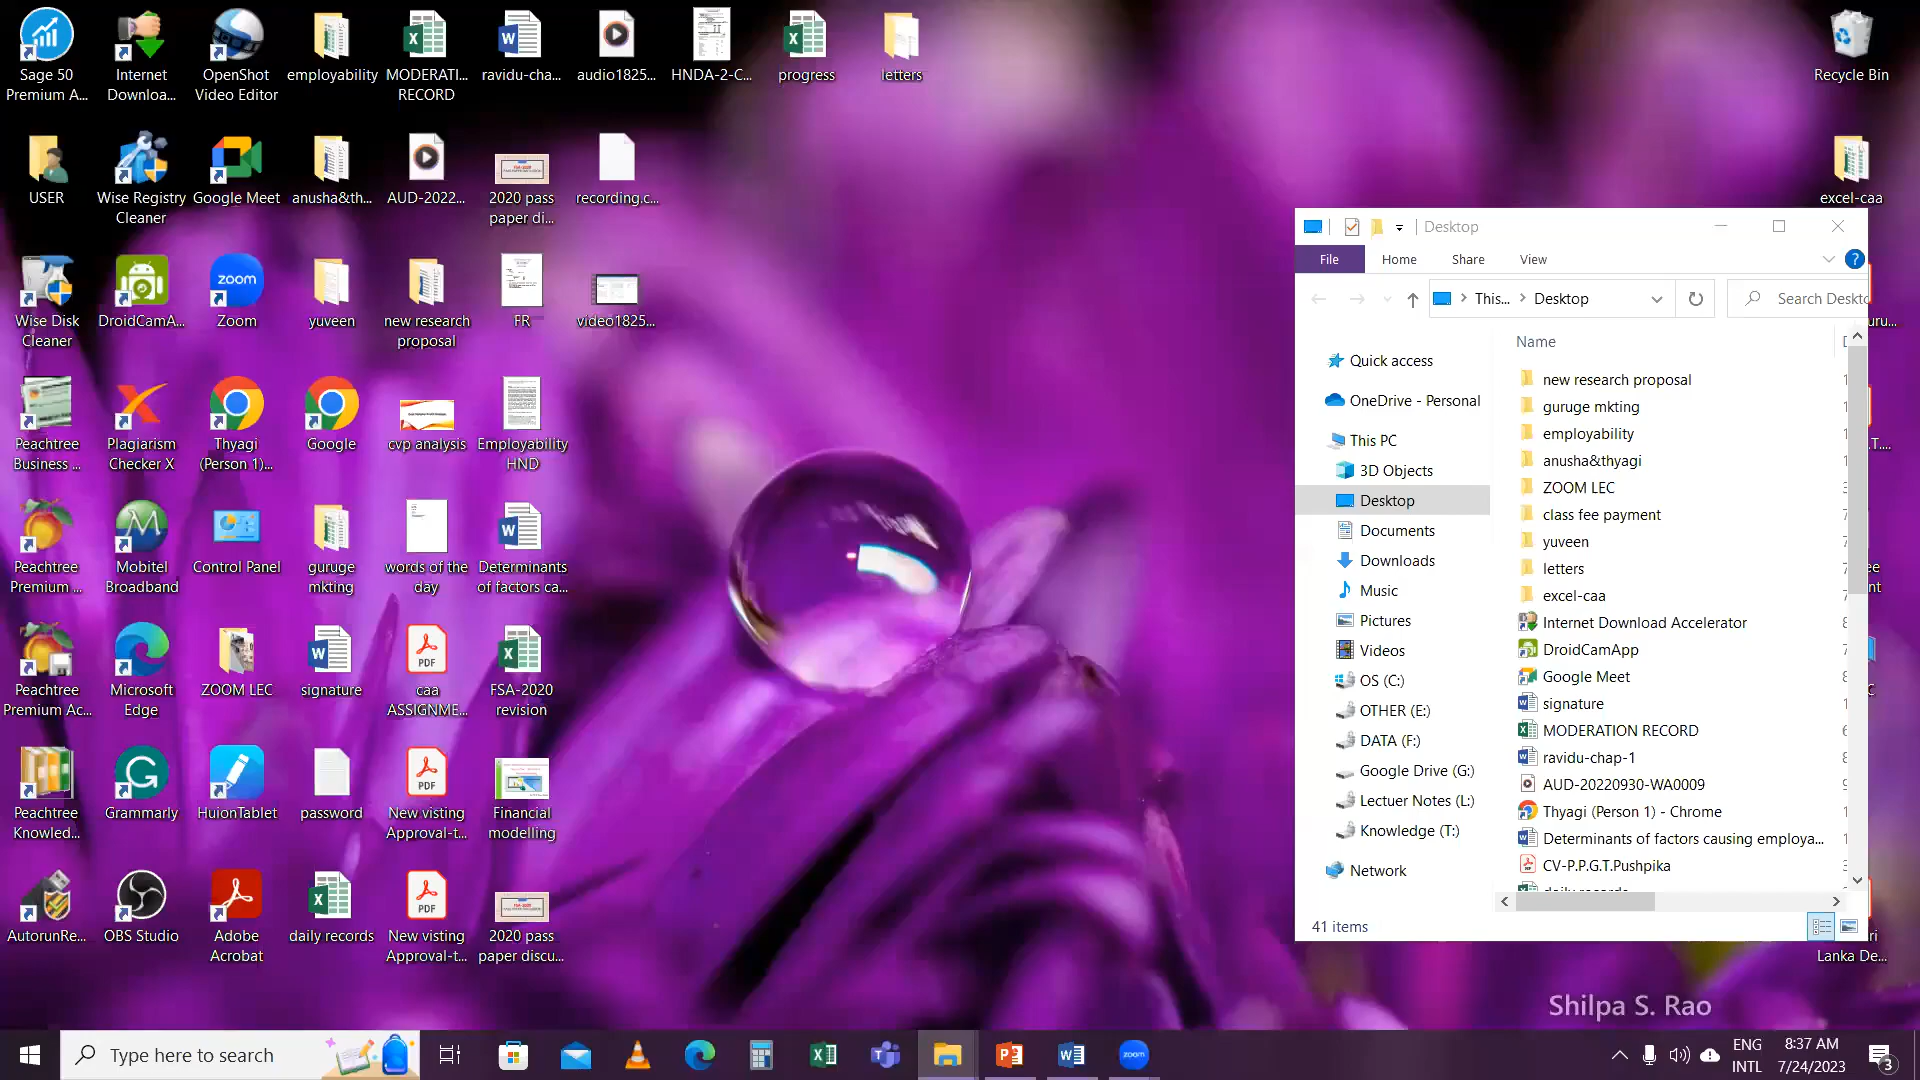 Sage 50
Premium A...
Internet
Downloa...
OpenShot
Video Editor
employability
MODERATI...
RECORD
ravidu-cha...
audio1825...
HNDA-2-C...
progress
letters
Recycle Bin
USER
Wise Registry
Cleaner
Google Meet
anusha&th...
AUD-2022...
2020 pass
paper di...
recording.c...
excel-caa
Wise Disk
Cleaner
DroidCamA...
Zoom
yuveen
new research
proposal
FR
video1825...
Peachtree
Business ...
Plagiarism
Checker X
Thyagi
(Person 1)...
Google
cvp analysis
Employability
HND
Peachtree
Premium ...
Mobitel
Broadband
Control Panel
guruge
mkting
words of the
day
Determinants
of factors ca...
Peachtree
Premium Ac...
Microsoft
Edge
ZOOM LEC
signature
caa
ASSIGNME...
FSA-2020
revision
Peachtree
Knowled...
Grammarly
HuionTablet
password
New visting
Approval-t...
Financial
modelling
AutorunRe...
OBS Studio
Adobe
Acrobat
daily records
New visting
Approval-t...
2020 pass
paper discu...
Lanka De...
Desktop
File
Home
Share
View
This...
Desktop
Search Deskto
Name
Quick access
OneDrive - Personal
This PC
3D Objects
Desktop
Documents
Downloads
Music
Pictures
Videos
OS (C:)
OTHER (E:)
DATA (F:)
Google Drive (G:)
Lectuer Notes (L:)
Knowledge (T:)
Network
new research proposal
guruge mkting
employability
anusha&thyagi
ZOOM LEC
class fee payment
yuveen
letters
excel-caa
Internet Download Accelerator
DroidCamApp
Google Meet
signature
MODERATION RECORD
ravidu-chap-1
AUD-20220930-WA0009
Thyagi (Person 1) - Chrome
Determinants of factors causing employa...
CV-P.P.G.T.Pushpika
daily records
41 items
Shilpa S. Rao
Type here to search
zoom
ENG
INTL
8:37 AM
7/24/2023
3